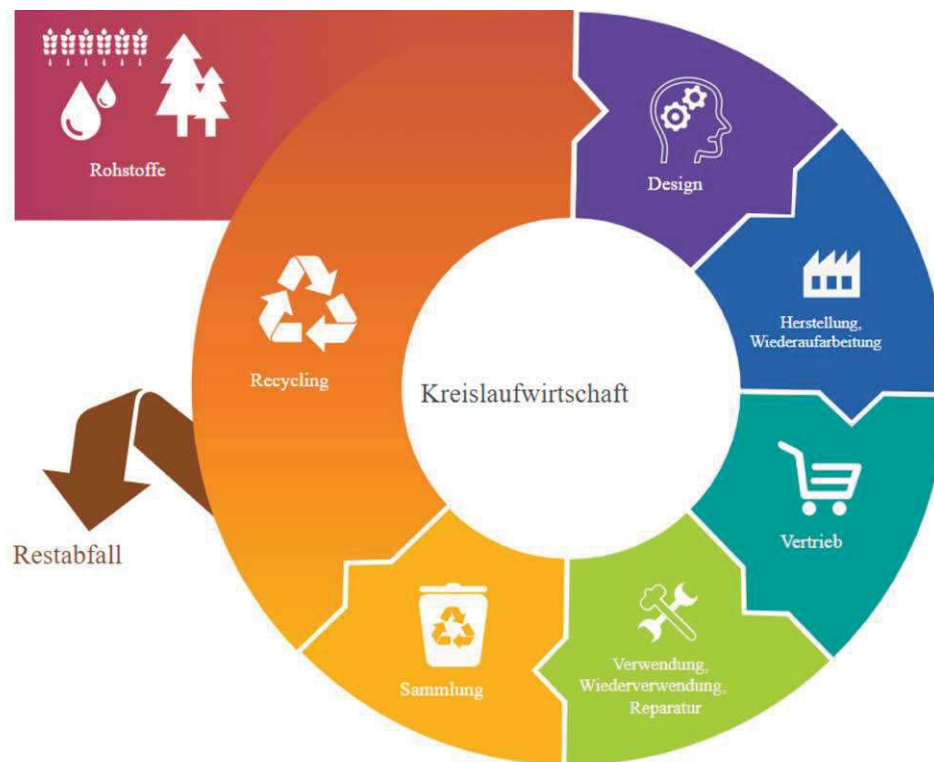 Rohstoffe
Design
Herstellung,
Wiederaufarbeitung
Recycling
Kreislaufwirtschaft
Vertrieb
Restabfall
Verwendung,
Wiederverwendung,
Reparatur
Sammlung